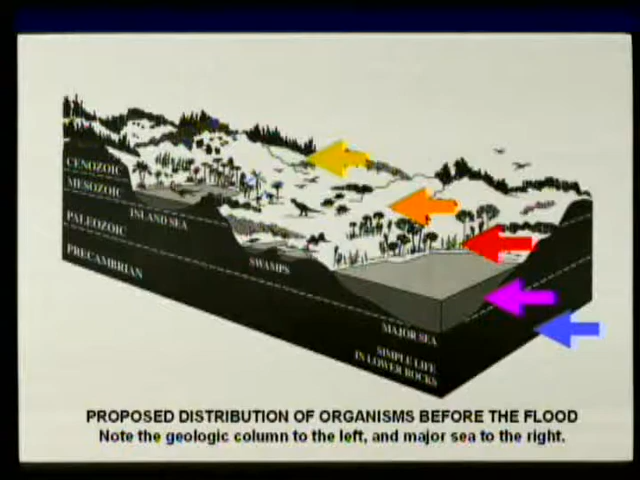 CENOZOIC
MESOZOIC
INLAND SEA
PALEOZOIC
SWAMPS
PRECAMBRIAN
MAJOR SEA
SIMPLE LIFE
IN LOWER ROCKS
PROPOSED DISTRIBUTION OF ORGANISMS BEFORE THE FLOOD
Note the geologic column to the left, and major sea to the right.